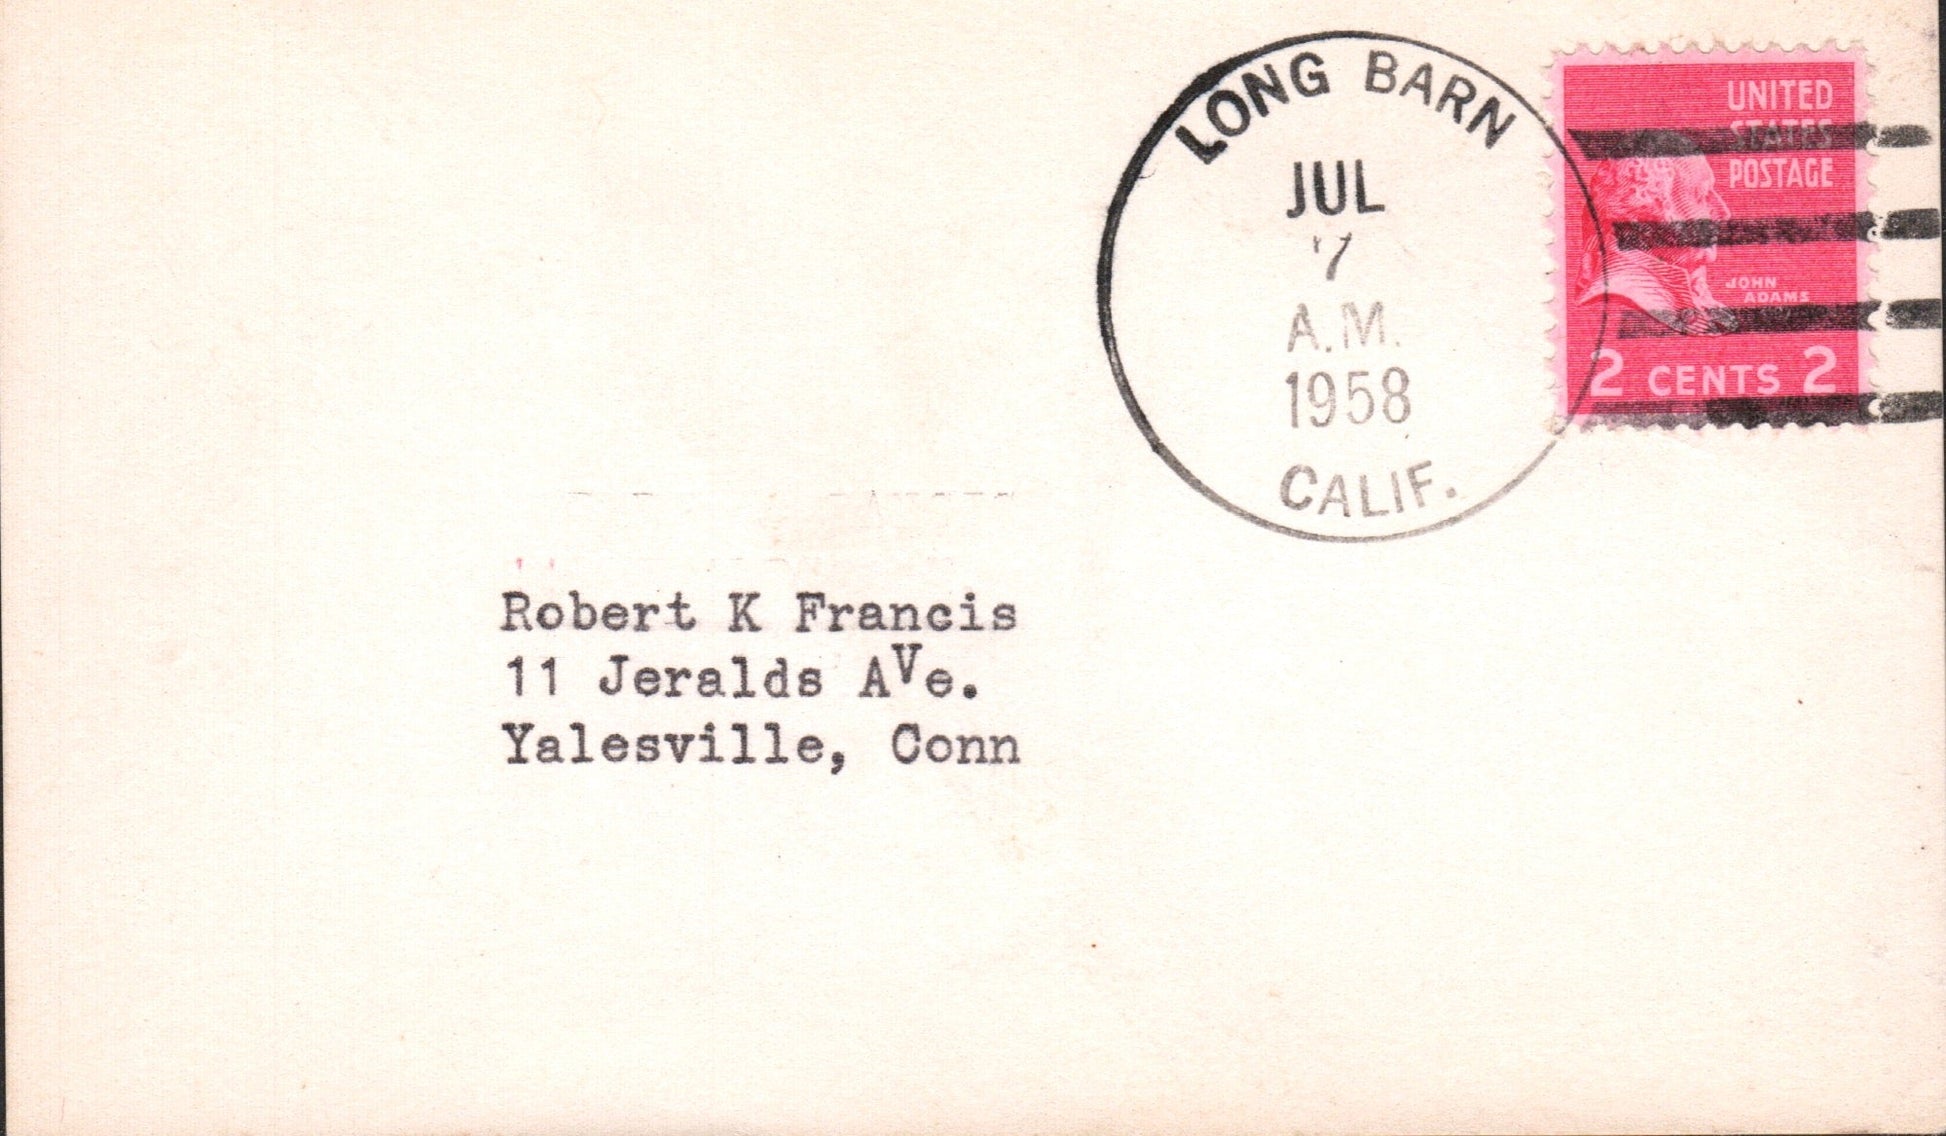 LONG BARN
JUL
7
A.M.
1958
CALIF.
UNITED
STATES
POSTAGE
JOHN
ADAMS
2 CENTS 2
Robert K Francis
11 Jeralds AVe.
Yalesville, Conn